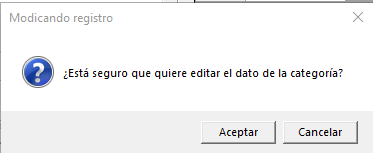 Modicando registro
¿Está seguro que quiere editar el dato de la categoría?
Aceptar
Cancelar